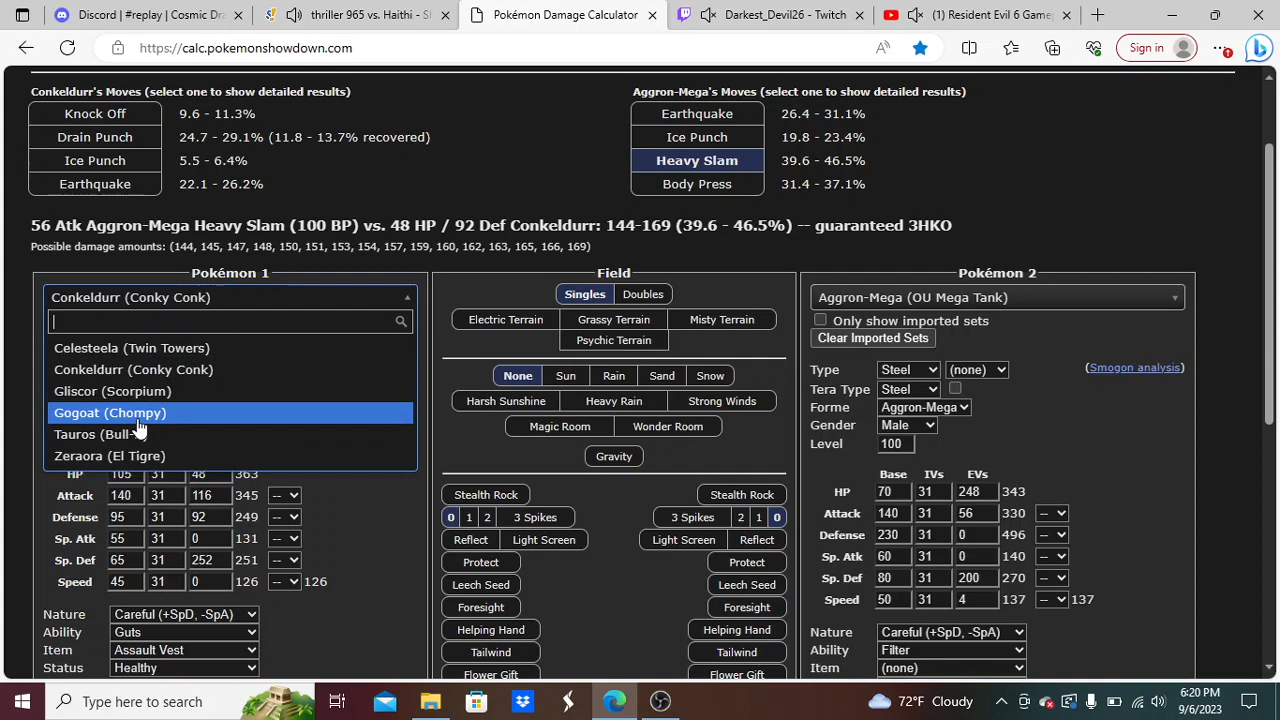 Discord | #replay | Cosmic Dra
thriller 965 vs. Haithi - Sh
Pokémon Damage Calculator
Darkest_Devil26 - Twitch
(1) Resident Evil 6 Game
https://calc.pokemonshowdown.com
Sign in
Conkeldurr's Moves (select one to show detailed results)
Knock Off 9.6 - 11.3%
Drain Punch 24.7 - 29.1% (11.8 - 13.7% recovered)
Ice Punch 5.5 - 6.4%
Earthquake 22.1 - 26.2%
Aggron-Mega's Moves (select one to show detailed results)
Earthquake 26.4 - 31.1%
Ice Punch 19.8 - 23.4%
Heavy Slam 39.6 - 46.5%
Body Press 31.4 - 37.1%
56 Atk Aggron-Mega Heavy Slam (100 BP) vs. 48 HP / 92 Def Conkeldurr: 144-169 (39.6 - 46.5%) -- guaranteed 3HKO
Possible damage amounts: (144, 145, 147, 148, 150, 151, 153, 154, 157, 159, 160, 162, 163, 165, 166, 169)
Pokémon 1
Conkeldurr (Conky Conk)
Celesteela (Twin Towers)
Conkeldurr (Conky Conk)
Gliscor (Scorpium)
Gogoat (Chompy)
Tauros (Bull-
Zeraora (El Tigre)
HP 105 31 48 363
Attack 140 31 116 345 --
Defense 95 31 92 249 --
Sp. Atk 55 31 0 131 --
Sp. Def 65 31 252 251 --
Speed 45 31 0 126 -- 126
Nature Careful (+SpD, -SpA)
Ability Guts
Item Assault Vest
Status Healthy
Field
Singles Doubles
Electric Terrain Grassy Terrain Misty Terrain
Psychic Terrain
None Sun Rain Sand Snow
Harsh Sunshine Heavy Rain Strong Winds
Magic Room Wonder Room
Gravity
Stealth Rock Stealth Rock
0 1 2 3 Spikes 3 Spikes 2 1 0
Reflect Light Screen Light Screen Reflect
Protect Protect
Leech Seed Leech Seed
Foresight Foresight
Helping Hand Helping Hand
Tailwind Tailwind
Flower Gift Flower Gift
Pokémon 2
Aggron-Mega (OU Mega Tank)
Only show imported sets
Clear Imported Sets
Type Steel (none) (Smogon analysis)
Tera Type Steel
Forme Aggron-Mega
Gender Male
Level 100
Base IVs EVs
HP 70 31 248 343
Attack 140 31 56 330 --
Defense 230 31 0 496 --
Sp. Atk 60 31 0 140 --
Sp. Def 80 31 200 270 --
Speed 50 31 4 137 -- 137
Nature Careful (+SpD, -SpA)
Ability Filter
Item (none)
Type here to search
72°F Cloudy
6:20 PM
9/6/2023